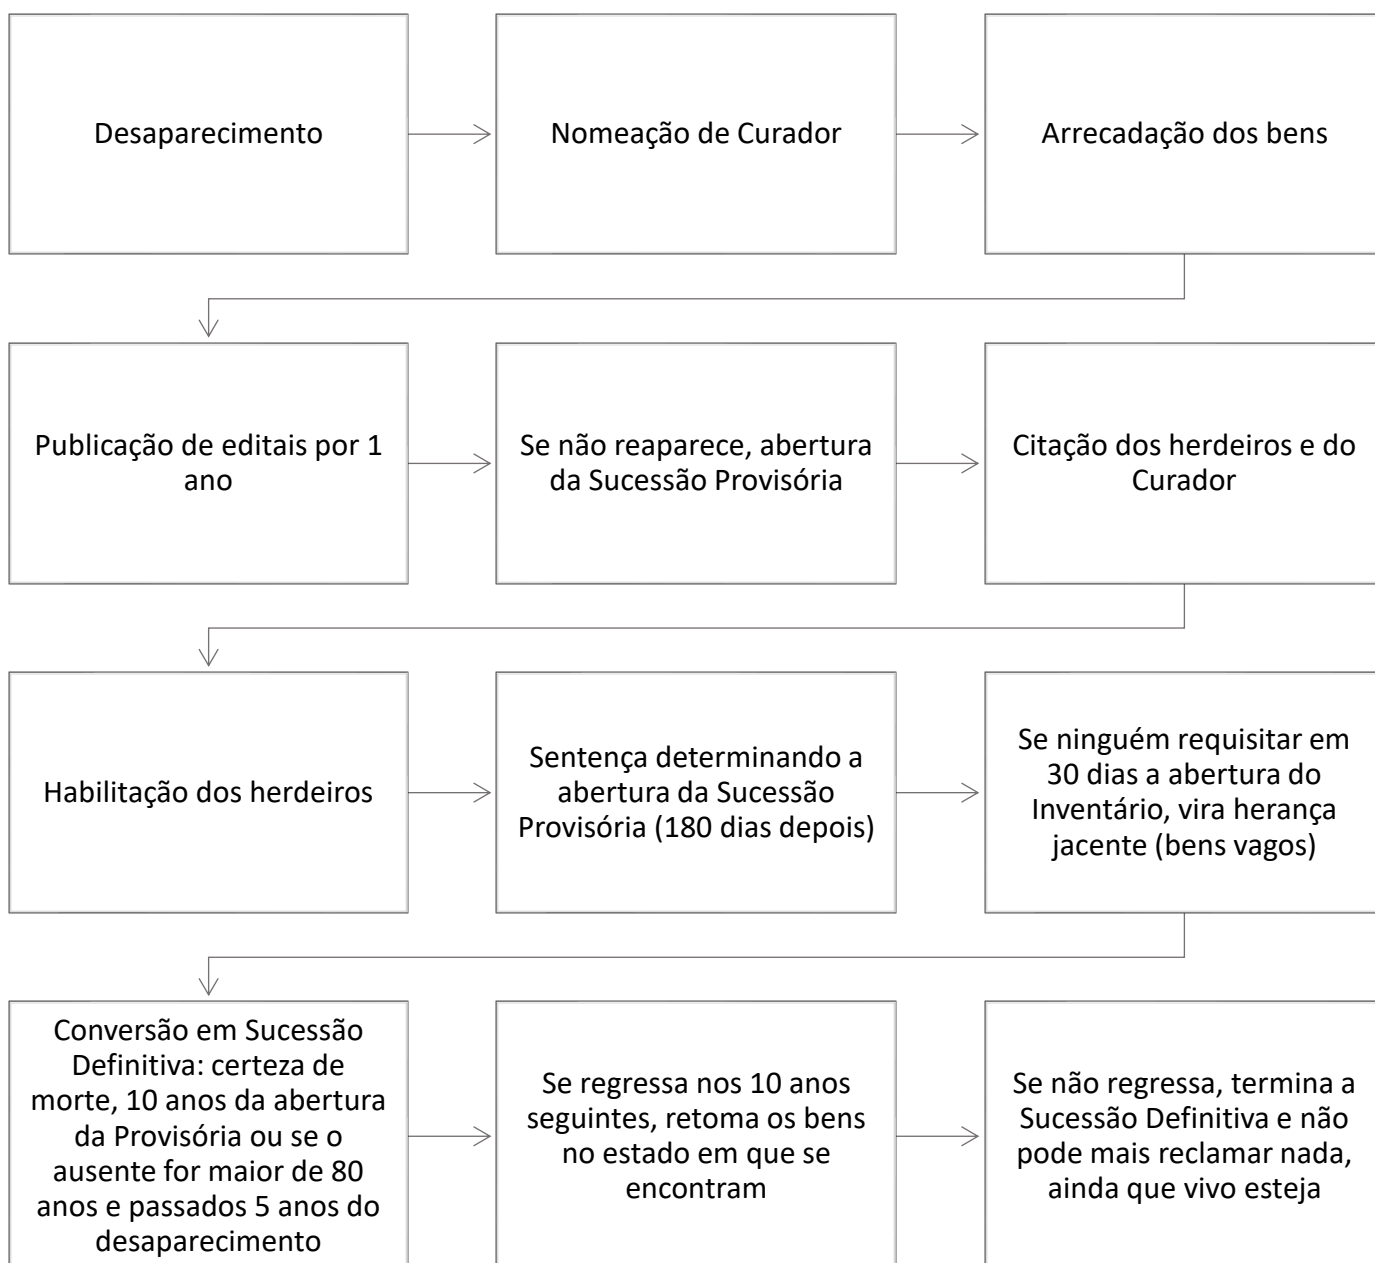 Desaparecimento
Nomeação de Curador
Arrecadação dos bens
Publicação de editais por 1
ano
Se não reaparece, abertura
da Sucessão Provisória
Citação dos herdeiros e do
Curador
Habilitação dos herdeiros
Sentença determinando a
abertura da Sucessão
Provisória (180 dias depois)
Se ninguém requisitar em
30 dias a abertura do
Inventário, vira herança
jacente (bens vagos)
Conversão em Sucessão
Definitiva: certeza de
morte, 10 anos da abertura
da Provisória ou se o
ausente for maior de 80
anos e passados 5 anos do
desaparecimento
Se regressa nos 10 anos
seguintes, retoma os bens
no estado em que se
encontram
Se não regressa, termina a
Sucessão Definitiva e não
pode mais reclamar nada,
ainda que vivo esteja